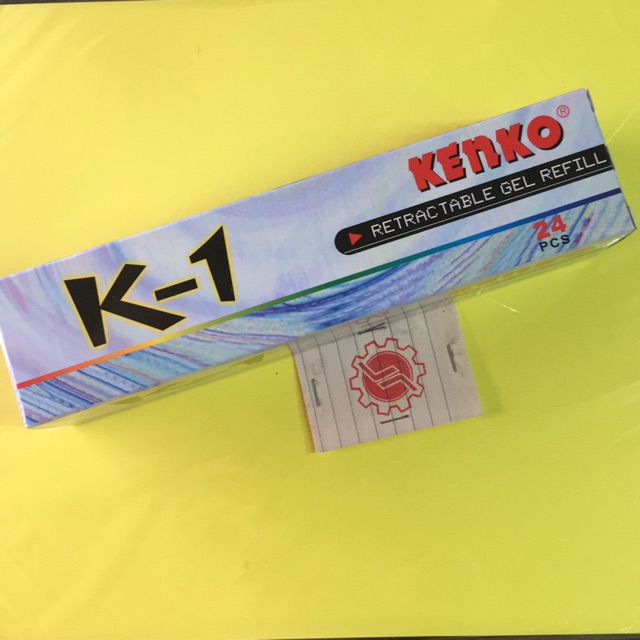 KENKO®
RETRACTABLE GEL REFILL
K-1
24
PCS